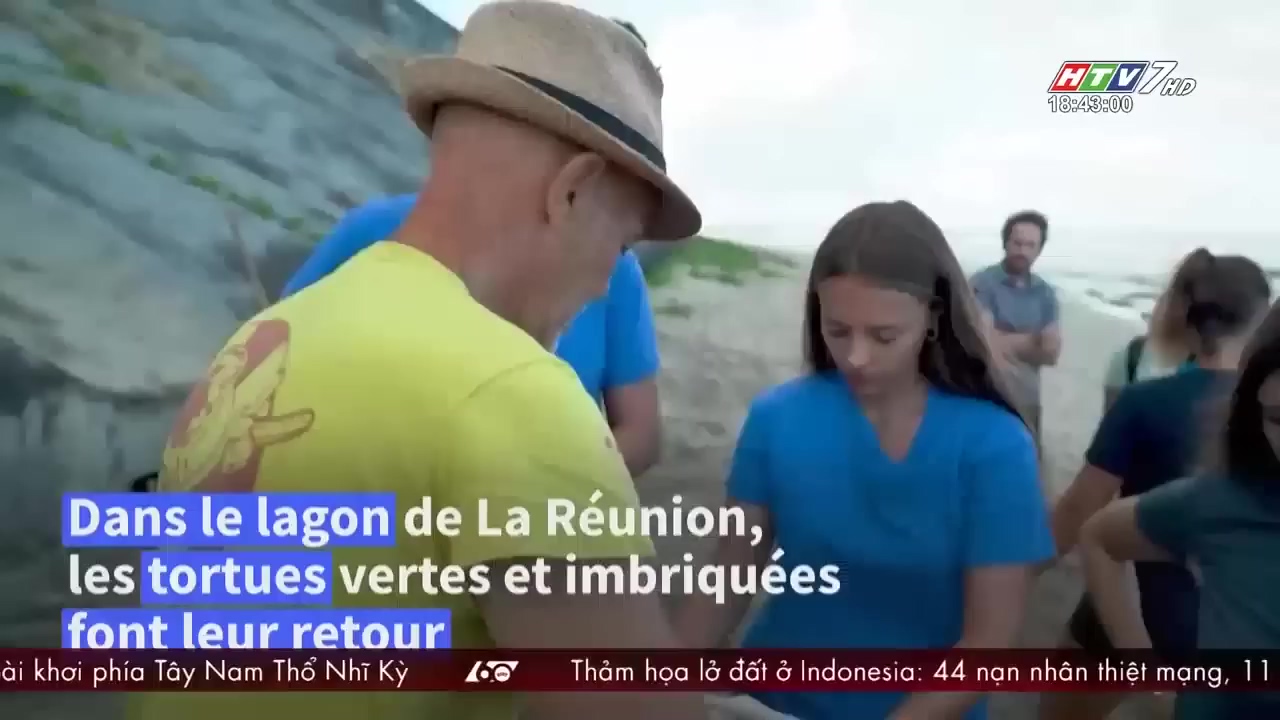 HTV7 HD
18:43:00
Dans le lagon de La Réunion,
les tortues vertes et imbriquées
font leur retour
ài khơi phía Tây Nam Thổ Nhĩ Kỳ 60 Thảm họa lở đất ở Indonesia: 44 nạn nhân thiệt mạng, 11